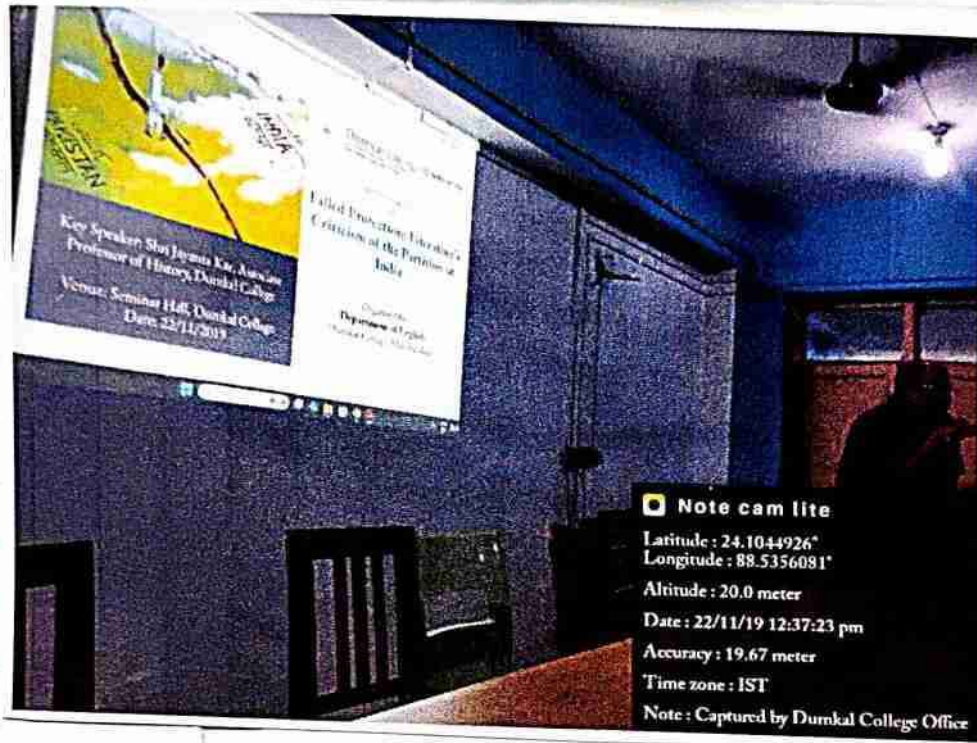 PAKISTAN
INDIA
Key Speaker: Shri Jayanta Kar, Associate
Professor of History, Dumkal College
Venue: Seminar Hall, Dumkal College
Date: 22/11/2019
Failed Protection: Literature's
Criticism of the Partition of
India
Department of English
Note cam lite
Latitude : 24.1044926°
Longitude : 88.5356081°
Altitude : 20.0 meter
Date : 22/11/19 12:37:23 pm
Accuracy : 19.67 meter
Time zone : IST
Note : Captured by Dumkal College Office